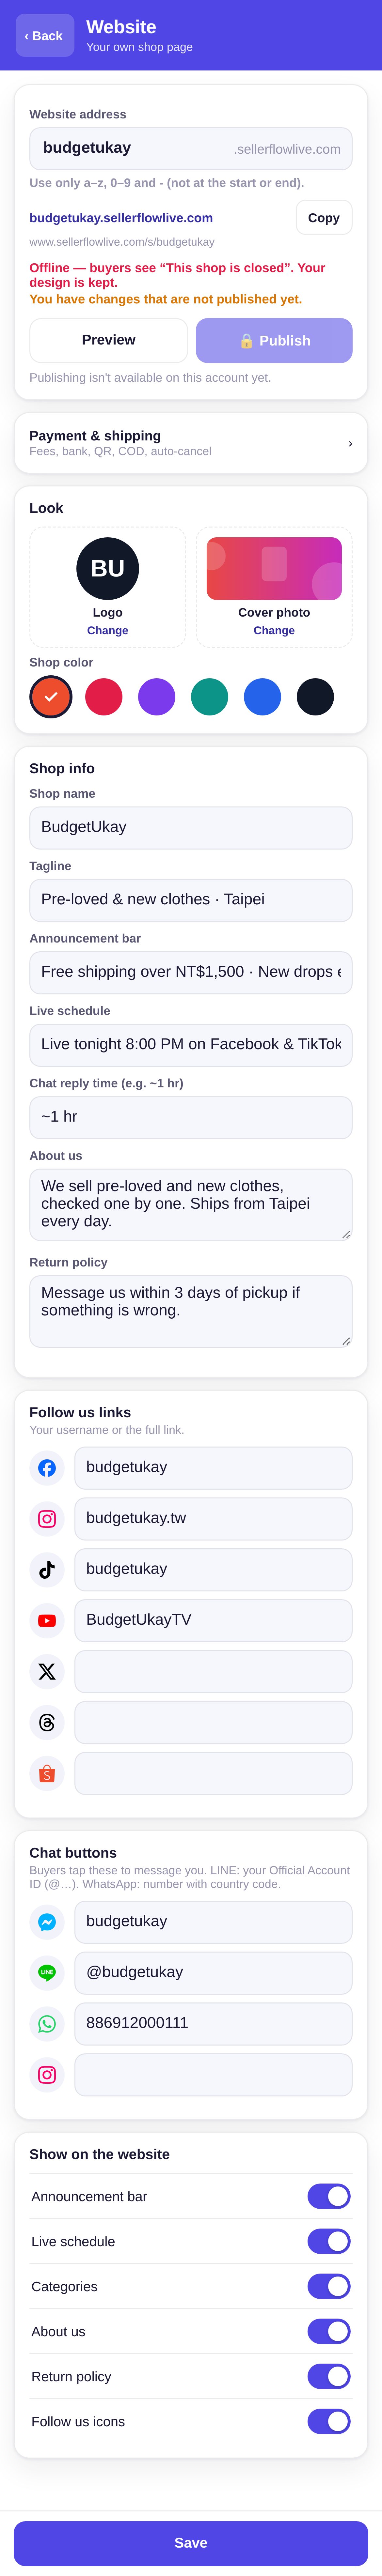 ‹ Back
Website
Your own shop page
Website address
budgetukay
.sellerflowlive.com
Use only a–z, 0–9 and - (not at the start or end).
budgetukay.sellerflowlive.com
Copy
www.sellerflowlive.com/s/budgetukay
Offline — buyers see “This shop is closed”. Your
design is kept.
You have changes that are not published yet.
Preview
🔒 Publish
Publishing isn't available on this account yet.
Payment & shipping
Fees, bank, QR, COD, auto-cancel
›
Look
BU
Logo
Change
Cover photo
Change
Shop color
Shop info
Shop name
BudgetUkay
Tagline
Pre-loved & new clothes · Taipei
Announcement bar
Free shipping over NT$1,500 · New drops
Live schedule
Live tonight 8:00 PM on Facebook & TikTok
Chat reply time (e.g. ~1 hr)
~1 hr
About us
We sell pre-loved and new clothes,
checked one by one. Ships from Taipei
every day.
Return policy
Message us within 3 days of pickup if
something is wrong.
Follow us links
Your username or the full link.
budgetukay
budgetukay.tw
budgetukay
BudgetUkayTV
Chat buttons
Buyers tap these to message you. LINE: your Official Account
ID (@…). WhatsApp: number with country code.
budgetukay
LINE
@budgetukay
886912000111
Show on the website
Announcement bar
Live schedule
Categories
About us
Return policy
Follow us icons
Save